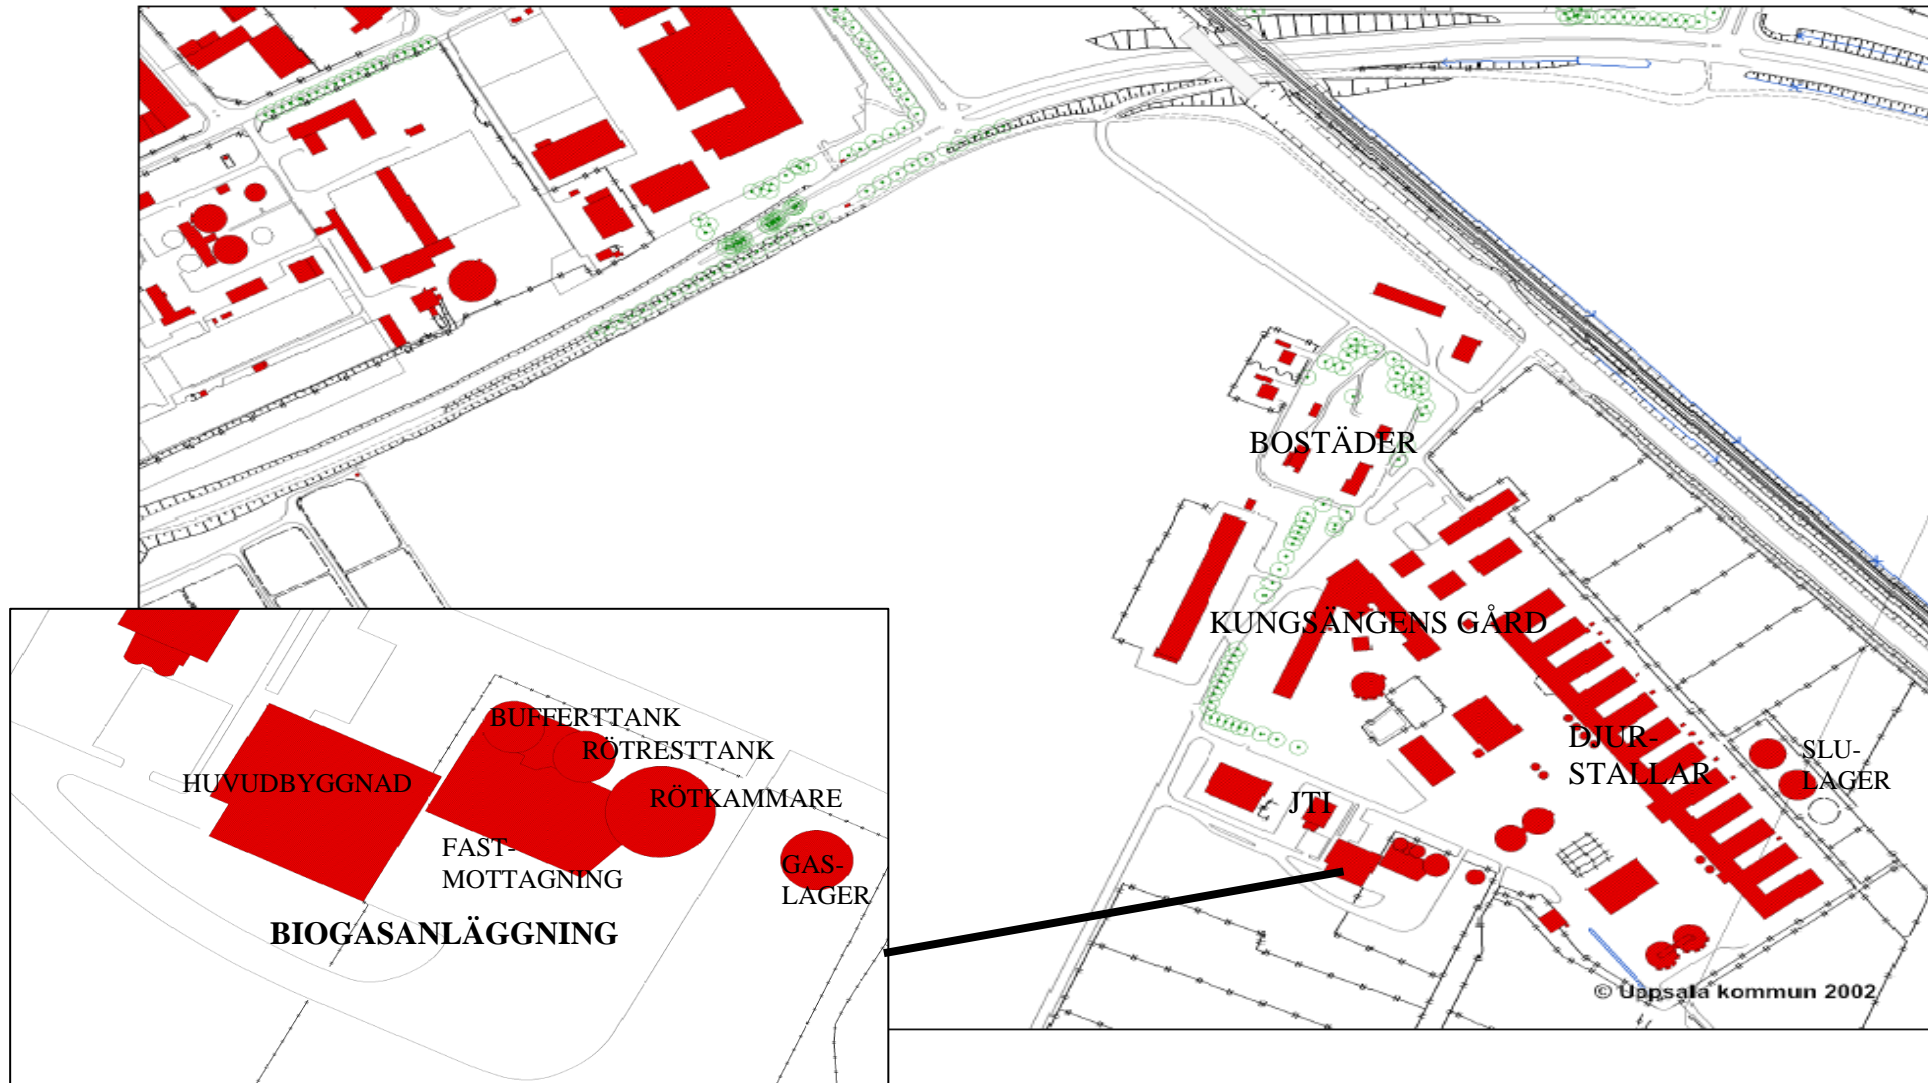 BOSTÄDER
KUNGSÄNGENS GÅRD
DJUR-
STALLAR
SLU-
LAGER
JTI
© Uppsala kommun 2002
BUFFERTTANK
RÖTRESTTANK
HUVUDBYGGNAD
RÖTKAMMARE
FAST-
MOTTAGNING
GAS-
LAGER
BIOGASANLÄGGNING